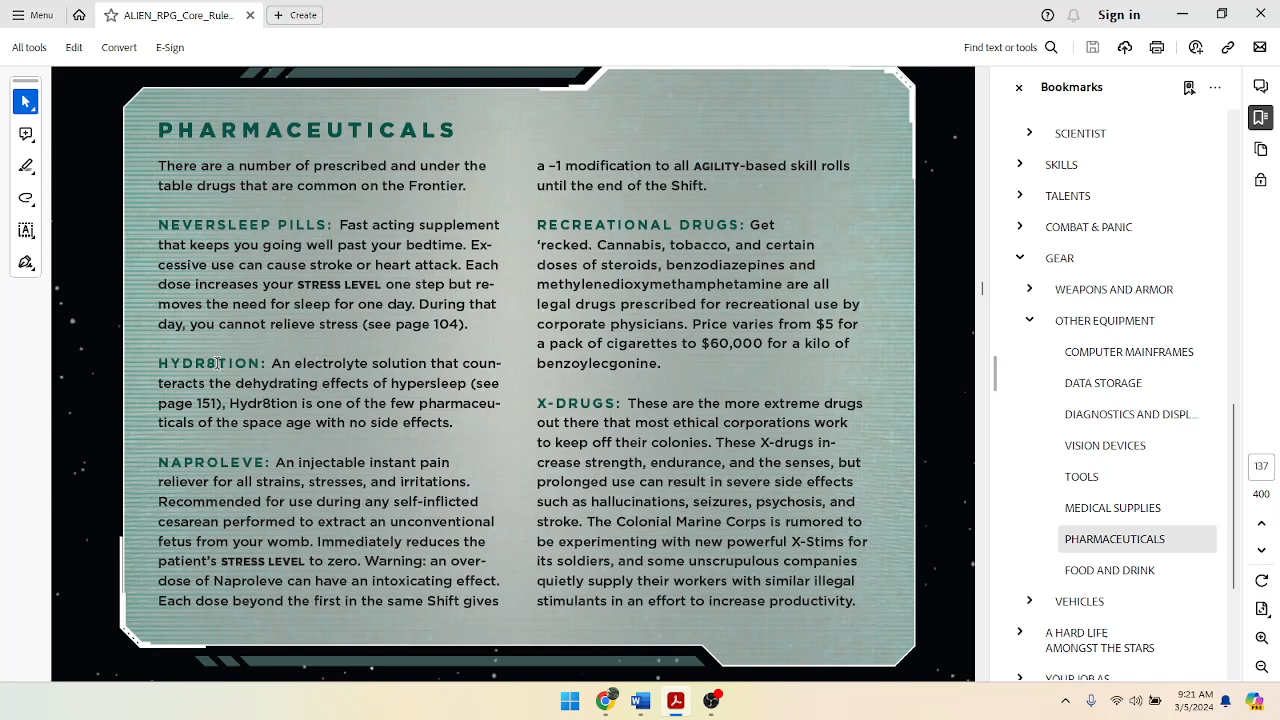 Menu
ALIEN_RPG_Core_Rule...
Create
Sign in
All tools
Edit
Convert
E-Sign
Find text or tools
PHARMACEUTICALS
There are a number of prescribed and under the
table drugs that are common on the Frontier.
NEVERSLEEP PILLS: Fast acting supplement
that keeps you going well past your bedtime. Ex-
cessive use can cause stroke or heart attack. Each
dose increases your STRESS LEVEL one step but re-
moves the need for sleep for one day. During that
day, you cannot relieve stress (see page 104).
HYDR8TION: An electrolyte solution that coun-
teracts the dehydrating effects of hypersleep (see
page 151), Hydr8tion is one of the few pharmaceu-
ticals of the space age with no side effects.
NAPROLEVE: An injectable instant pain
reliever for all strains, stresses, and irritations.
Recommended for use during any self-inflicted
cesarean performed to extract an unconventional
fetus from your womb. Immediately reduces the
patient's STRESS LEVEL to zero. Warning: an over-
dose of Naproleve can have an intoxicating effect.
Each dose beyond the first in the same Shift gives
a –1 modification to all AGILITY-based skill rolls
until the end of the Shift.
RECREATIONAL DRUGS: Get
‘recked. Cannabis, tobacco, and certain
doses of steroids, benzodiazepines and
methylenedioxymethamphetamine are all
legal drugs prescribed for recreational use by
corporate physicians. Price varies from $5 for
a pack of cigarettes to $60,000 for a kilo of
benzoylecgonine.
X-DRUGS: These are the more extreme drugs
out there that most ethical corporations work
to keep off their colonies. These X-drugs in-
crease strength, endurance, and the senses, but
prolonged use can result in severe side effects
such as hallucinations, seizures, psychosis, and
stroke. The Colonial Marine Corps is rumored to
be experimenting with new powerful X-Stims for
its soldiers, and some unscrupulous companies
quietly supply their workers with similar illegal
stimulants in an effort to increase productivity.
Bookmarks
SCIENTIST
SKILLS
TALENTS
COMBAT & PANIC
GEAR
WEAPONS AND ARMOR
OTHER EQUIPMENT
COMPUTER MAINFRAMES
DATA STORAGE
DIAGNOSTICS AND DISPL...
VISION DEVICES
TOOLS
MEDICAL SUPPLIES
PHARMACEUTICALS
FOOD AND DRINK
VEHICLES
A HARD LIFE
AMONGST THE STARS
YOUR JOB
137
400
9:21 AM
3/5/2024